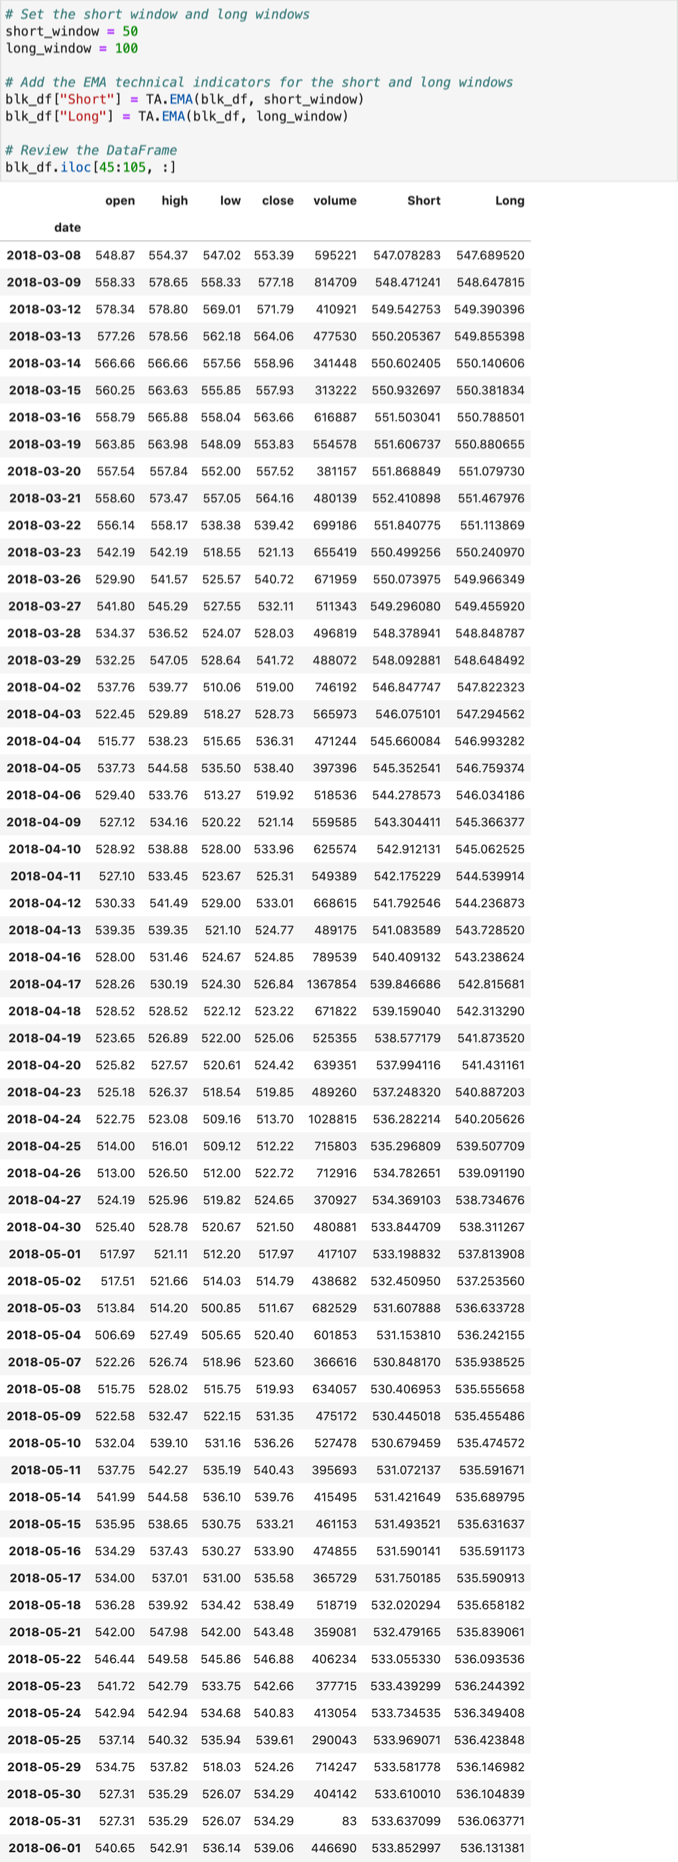 # Set the short window and long windows
short_window = 50
long_window = 100
# Add the EMA technical indicators for the short and long windows
blk_df["Short"] = TA.EMA(blk_df, short_window)
blk_df["Long"] = TA.EMA(blk_df, long_window)
# Review the DataFrame
blk_df.iloc[45:105, :]
open high low close volume Short Long
date
2018-03-08 548.87 554.37 547.02 553.39 595221 547.078283 547.689520
2018-03-09 558.33 578.65 558.33 577.18 814709 548.471241 548.647815
2018-03-12 578.34 578.80 569.01 571.79 410921 549.542753 549.390396
2018-03-13 577.26 578.56 562.18 564.06 477530 550.205367 549.855398
2018-03-14 566.66 566.66 557.56 558.96 341448 550.602405 550.140606
2018-03-15 560.25 563.63 555.85 557.93 313222 550.932697 550.381834
2018-03-16 558.79 565.88 558.04 563.66 616887 551.503041 550.788501
2018-03-19 563.85 563.98 548.09 553.83 554578 551.606737 550.880655
2018-03-20 557.54 557.84 552.00 557.52 381157 551.868849 551.079730
2018-03-21 558.60 573.47 557.05 564.16 480139 552.410898 551.467976
2018-03-22 556.14 558.17 538.38 539.42 699186 551.840775 551.113869
2018-03-23 542.19 542.19 518.55 521.13 655419 550.499256 550.240970
2018-03-26 529.90 541.57 525.57 540.72 671959 550.073975 549.966349
2018-03-27 541.80 545.29 527.55 532.11 511343 549.296080 549.455920
2018-03-28 534.37 536.52 524.07 528.03 496819 548.378941 548.848787
2018-03-29 532.25 547.05 528.64 541.72 488072 548.092881 548.648492
2018-04-02 537.76 539.77 510.06 519.00 746192 546.847747 547.822323
2018-04-03 522.45 529.89 518.27 528.73 565973 546.075101 547.294562
2018-04-04 515.77 538.23 515.65 536.31 471244 545.660084 546.993282
2018-04-05 537.73 544.58 535.50 538.40 397396 545.352541 546.759374
2018-04-06 529.40 533.76 513.27 519.92 518536 544.278573 546.034186
2018-04-09 527.12 534.16 520.22 521.14 559585 543.304411 545.366377
2018-04-10 528.92 538.88 528.00 533.96 625574 542.912131 545.062525
2018-04-11 527.10 533.45 523.67 525.31 549389 542.175229 544.539914
2018-04-12 530.33 541.49 529.00 533.01 668615 541.792546 544.236873
2018-04-13 539.35 539.35 521.10 524.77 489175 541.083589 543.728520
2018-04-16 528.00 531.46 524.67 524.85 789539 540.409132 543.238624
2018-04-17 528.26 530.19 524.30 526.84 1367854 539.846686 542.815681
2018-04-18 528.52 528.52 522.12 523.22 671822 539.159040 542.313290
2018-04-19 523.65 526.89 522.00 525.06 525355 538.577179 541.873520
2018-04-20 525.82 527.57 520.61 524.42 639351 537.994116 541.431161
2018-04-23 525.18 526.37 518.54 519.85 489260 537.248320 540.887203
2018-04-24 522.75 523.08 509.16 513.70 1028815 536.282214 540.205626
2018-04-25 514.00 516.01 509.12 512.22 715803 535.296809 539.507709
2018-04-26 513.00 526.50 512.00 522.72 712916 534.782651 539.091190
2018-04-27 524.19 525.96 519.82 524.65 370927 534.369103 538.734676
2018-04-30 525.40 528.78 520.67 521.50 480881 533.844709 538.311267
2018-05-01 517.97 521.11 512.20 517.97 417107 533.198832 537.813908
2018-05-02 517.51 521.66 514.03 514.79 438682 532.450950 537.253560
2018-05-03 513.84 514.20 500.85 511.67 682529 531.607888 536.633728
2018-05-04 506.69 527.49 505.65 520.40 601853 531.153810 536.242155
2018-05-07 522.26 526.74 518.96 523.60 366616 530.848170 535.938525
2018-05-08 515.75 528.02 515.75 519.93 634057 530.406953 535.555658
2018-05-09 522.58 532.47 522.15 531.35 475172 530.445018 535.455486
2018-05-10 532.04 539.10 531.16 536.26 527478 530.679459 535.474572
2018-05-11 537.75 542.27 535.19 540.43 395693 531.072137 535.591671
2018-05-14 541.99 544.58 536.10 539.76 415495 531.421649 535.689795
2018-05-15 535.95 538.65 530.75 533.21 461153 531.493521 535.631637
2018-05-16 534.29 537.43 530.27 533.90 474855 531.590141 535.591173
2018-05-17 534.00 537.01 531.00 535.58 365729 531.750185 535.590913
2018-05-18 536.28 539.92 534.42 538.49 518719 532.020294 535.658182
2018-05-21 542.00 547.98 542.00 543.48 359081 532.479165 535.839061
2018-05-22 546.44 549.58 545.86 546.88 406234 533.055330 536.093536
2018-05-23 541.72 542.79 533.75 542.66 377715 533.439299 536.244392
2018-05-24 542.94 542.94 534.68 540.83 413054 533.734535 536.349408
2018-05-25 537.14 540.32 535.94 539.61 290043 533.969071 536.423848
2018-05-29 534.75 537.82 518.03 524.26 714247 533.581778 536.146982
2018-05-30 527.31 535.29 526.07 534.29 404142 533.610010 536.104839
2018-05-31 527.31 535.29 526.07 534.29 83 533.637099 536.063771
2018-06-01 540.65 542.91 536.14 539.06 446690 533.852997 536.131381